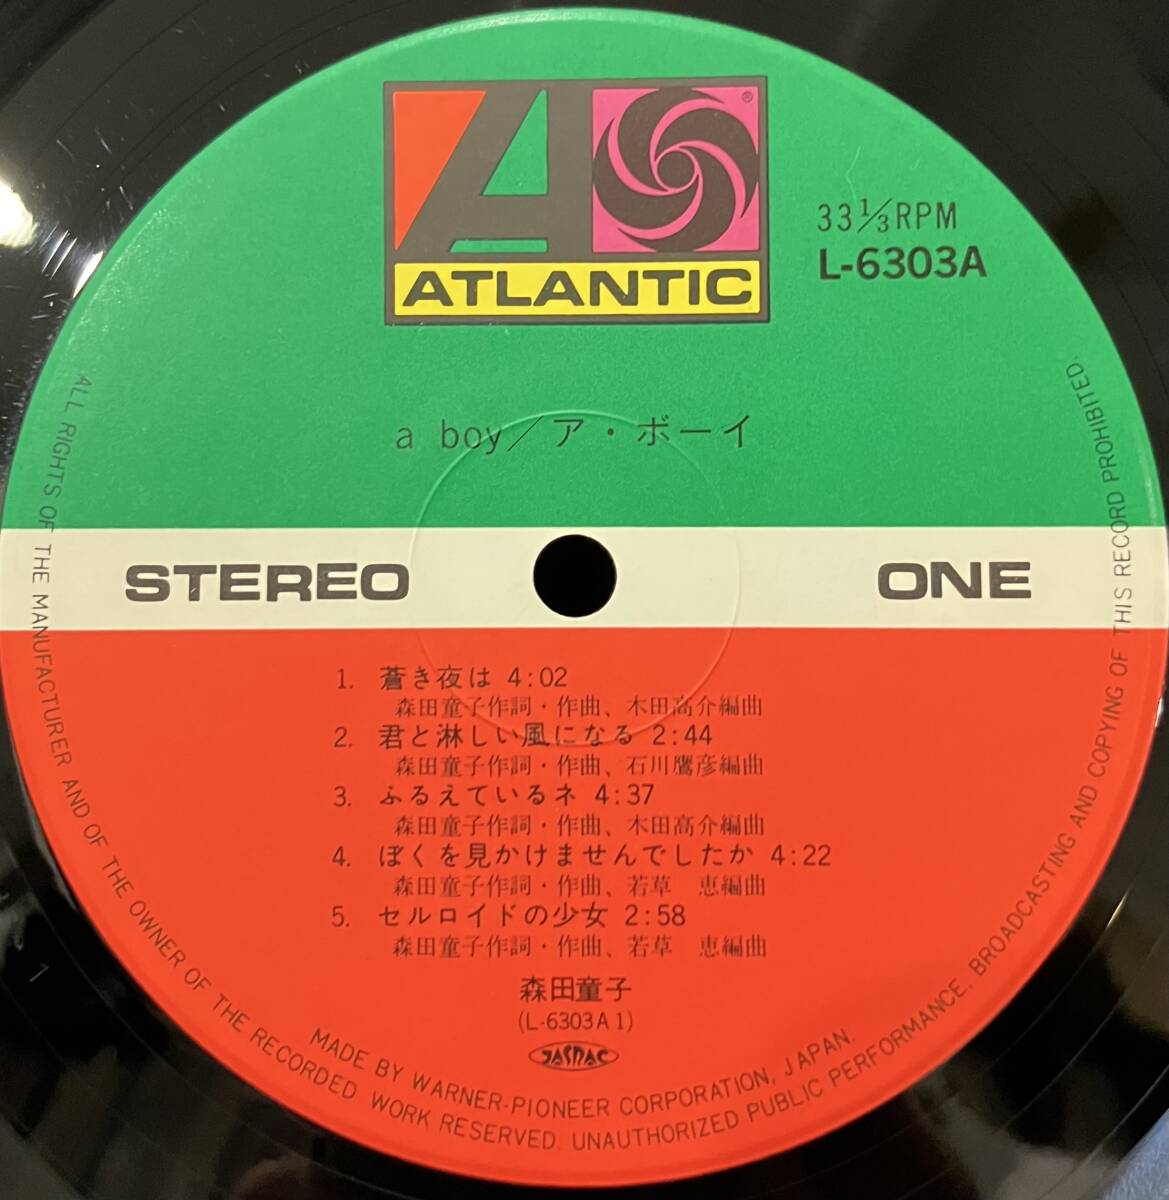 ®
ATLANTIC
33 1/3 RPM
L-6303A
a boy／ア・ボーイ
STEREO
ONE
1. 蒼き夜は 4:02
森田童子作詞・作曲、木田高介編曲
2. 君と淋しい風になる 2:44
森田童子作詞・作曲、石川鷹彦編曲
3. ふるえているネ 4:37
森田童子作詞・作曲、木田高介編曲
4. ぼくを見かけませんでしたか 4:22
森田童子作詞・作曲、若草　恵編曲
5. セルロイドの少女 2:58
森田童子作詞・作曲、若草　恵編曲
森田童子
(L-6303A1)
JASRAC
MADE BY WARNER-PIONEER CORPORATION, JAPAN.
ALL RIGHTS OF THE MANUFACTURER AND OF THE OWNER OF THE RECORDED WORK RESERVED. UNAUTHORIZED PUBLIC PERFORMANCE, BROADCASTING AND COPYING OF THIS RECORD PROHIBITED.